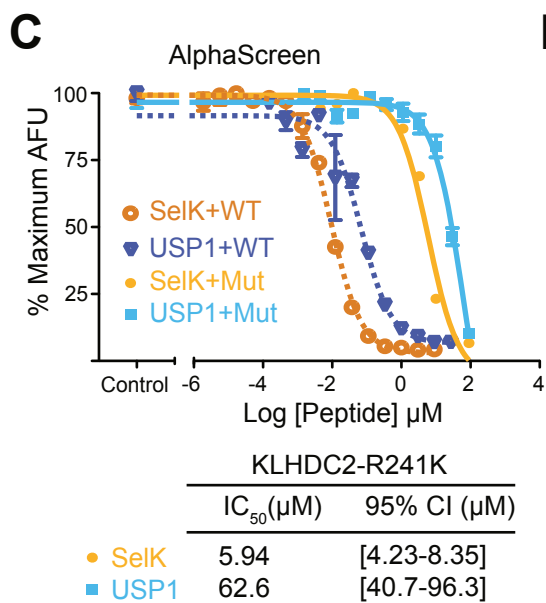 C
AlphaScreen
% Maximum AFU
100
75
50
25
SelK+WT
USP1+WT
SelK+Mut
USP1+Mut
Control -6 -4 -2 0 2 4
Log [Peptide] µM
KLHDC2-R241K
IC50(µM) 95% CI (µM)
SelK 5.94 [4.23-8.35]
USP1 62.6 [40.7-96.3]